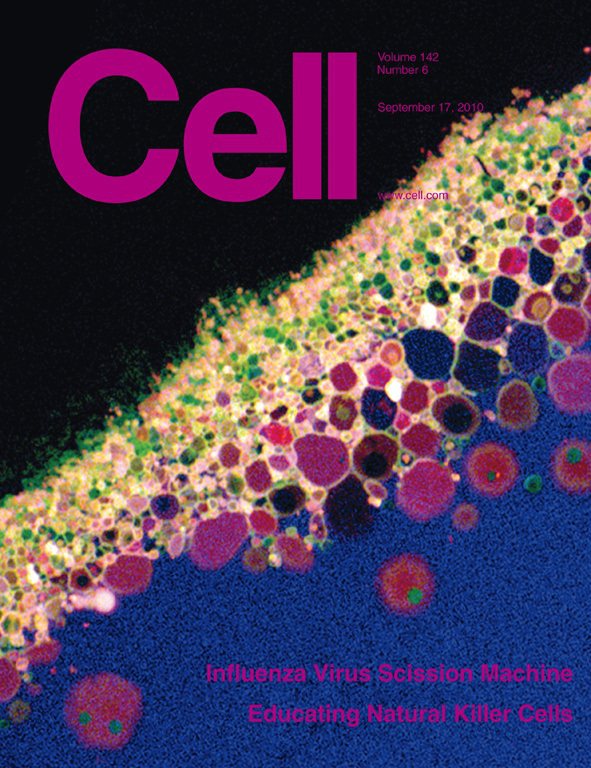 Cell
Volume 142
Number 6
September 17, 2010
www.cell.com
Influenza Virus Scission Machine
Educating Natural Killer Cells